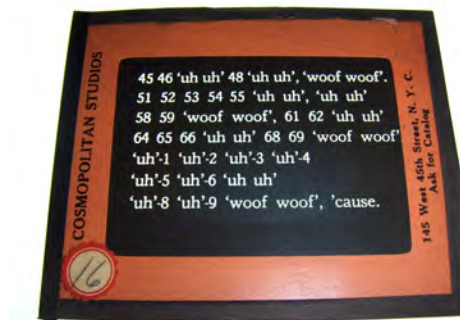 COSMOPOLITAN STUDIOS
45 46 ‘uh uh’ 48 ‘uh uh’, ‘woof woof’.
51 52 53 54 55 ‘uh uh’, ‘uh uh’
58 59 ‘woof woof’, 61 62 ‘uh uh’
64 65 66 ‘uh uh’ 68 69 ‘woof woof’
‘uh’-1 ‘uh’-2 ‘uh’-3 ‘uh’-4
‘uh’-5 ‘uh’-6 ‘uh uh’
‘uh’-8 ‘uh’-9 ‘woof woof’, ’cause.
145 West 45th Street, N. Y. C.
Ask for Catalog
16